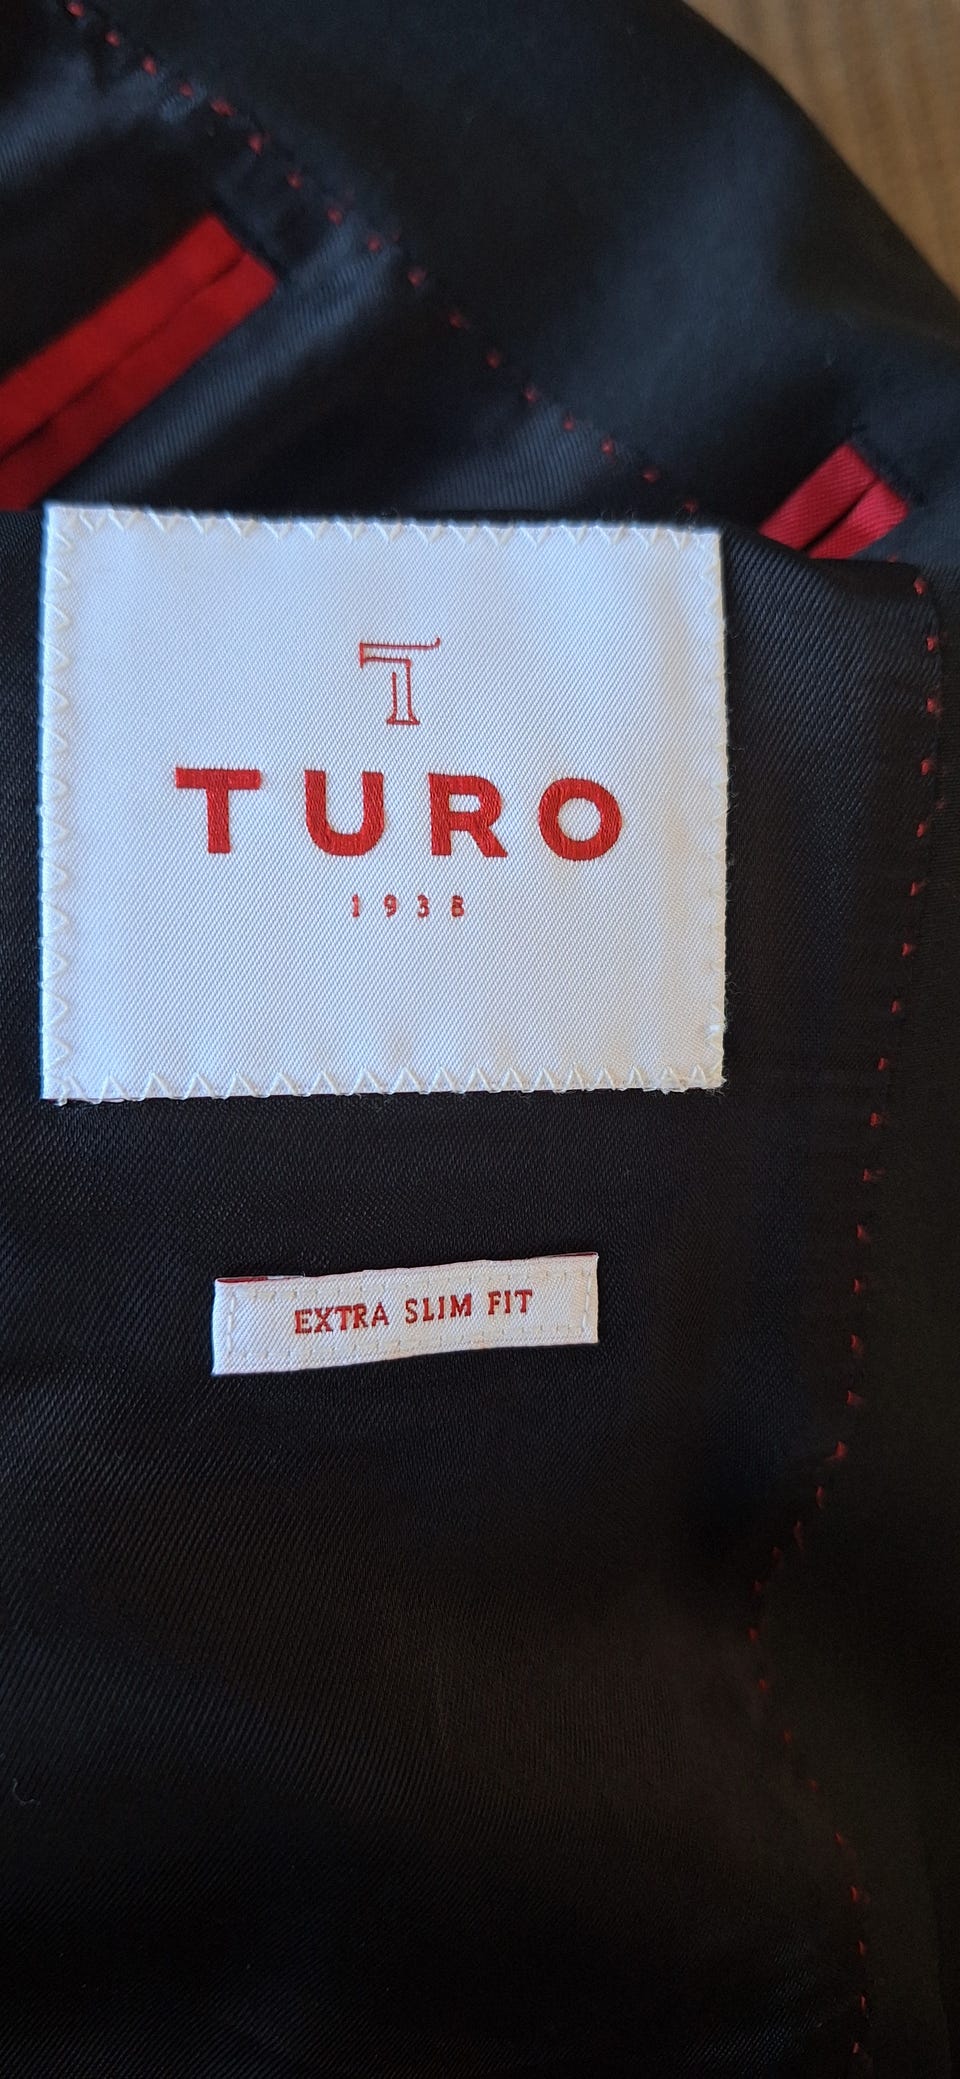 T
TURO
1938
EXTRA SLIM FIT